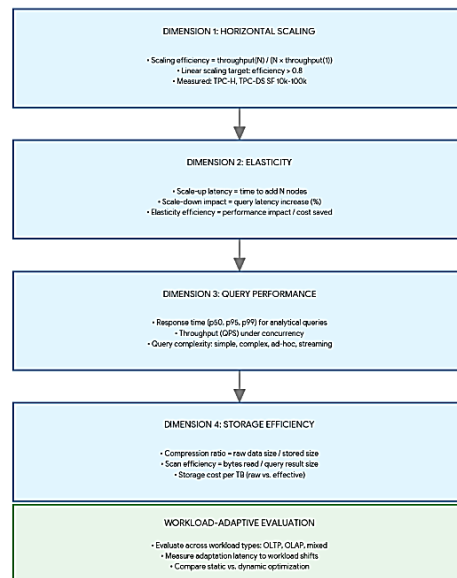 DIMENSION 1: HORIZONTAL SCALING
• Scaling efficiency = throughput(N) / (N × throughput(1))
• Linear scaling target: efficiency > 0.8
• Measured: TPC-H, TPC-DS SF 10k-100k
DIMENSION 2: ELASTICITY
• Scale-up latency = time to add N nodes
• Scale-down impact = query latency increase (%)
• Elasticity efficiency = performance impact / cost saved
DIMENSION 3: QUERY PERFORMANCE
• Response time (p50, p95, p99) for analytical queries
• Throughput (QPS) under concurrency
• Query complexity: simple, complex, ad-hoc, streaming
DIMENSION 4: STORAGE EFFICIENCY
• Compression ratio = raw data size / stored size
• Scan efficiency = bytes read / query result size
• Storage cost per TB (raw vs. effective)
WORKLOAD-ADAPTIVE EVALUATION
• Evaluate across workload types: OLTP, OLAP, mixed
• Measure adaptation latency to workload shifts
• Compare static vs. dynamic optimization